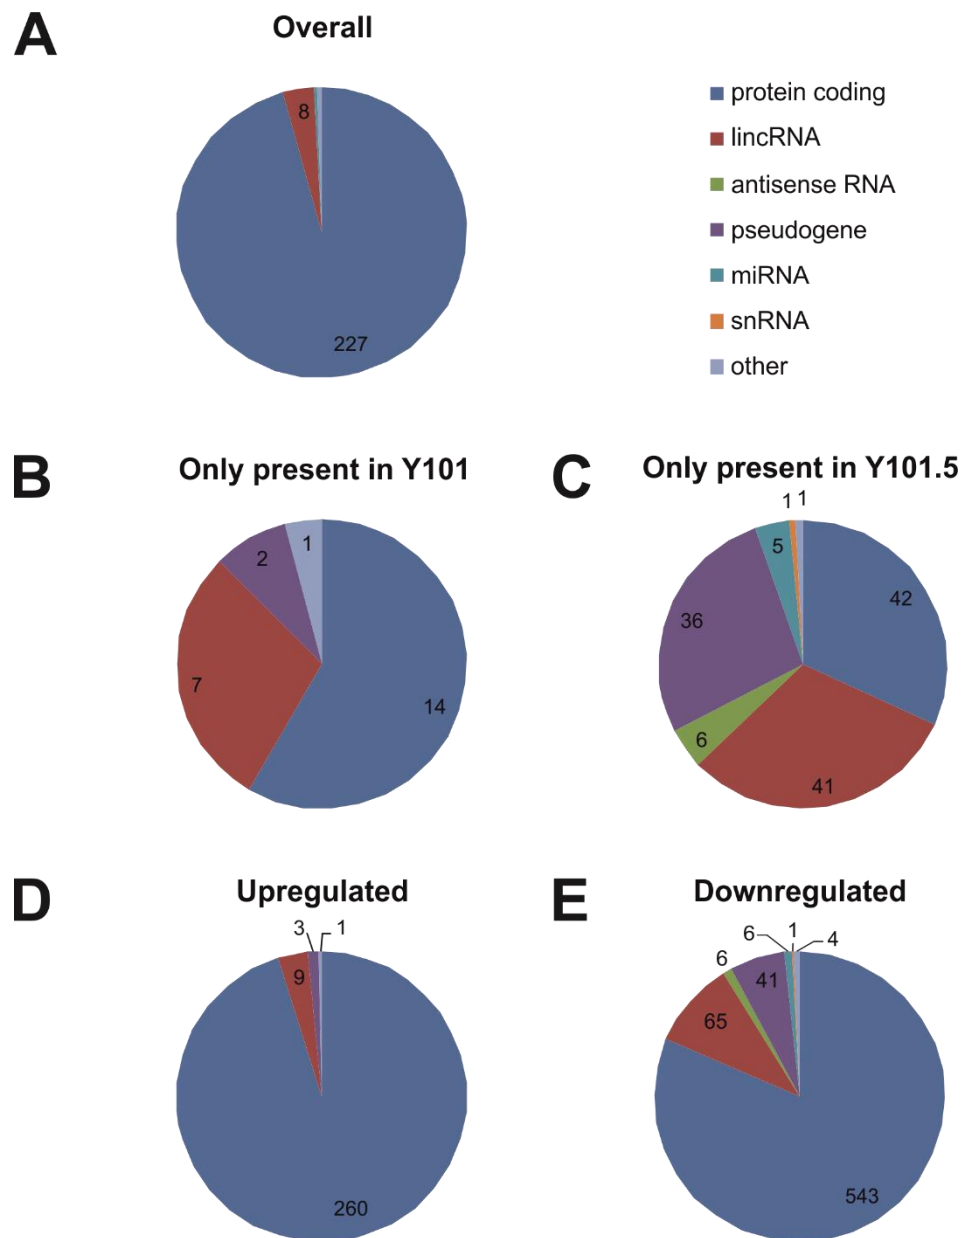 A
Overall
8
227
protein coding
lincRNA
antisense RNA
pseudogene
miRNA
snRNA
other
B
Only present in Y101
1
2
7
14
C
Only present in Y101.5
1 1
5
42
36
6
41
D
Upregulated
3 1
9
260
E
Downregulated
6 1 4
6
41
65
543